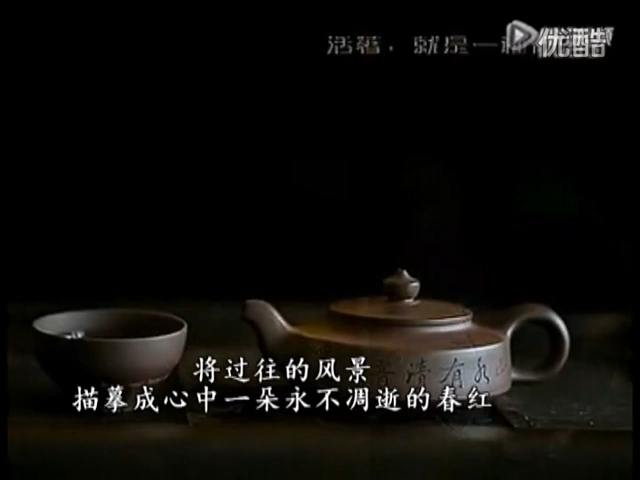 活着，就是一种
优酷
将过往的风景
描摹成心中一朵永不凋逝的春红